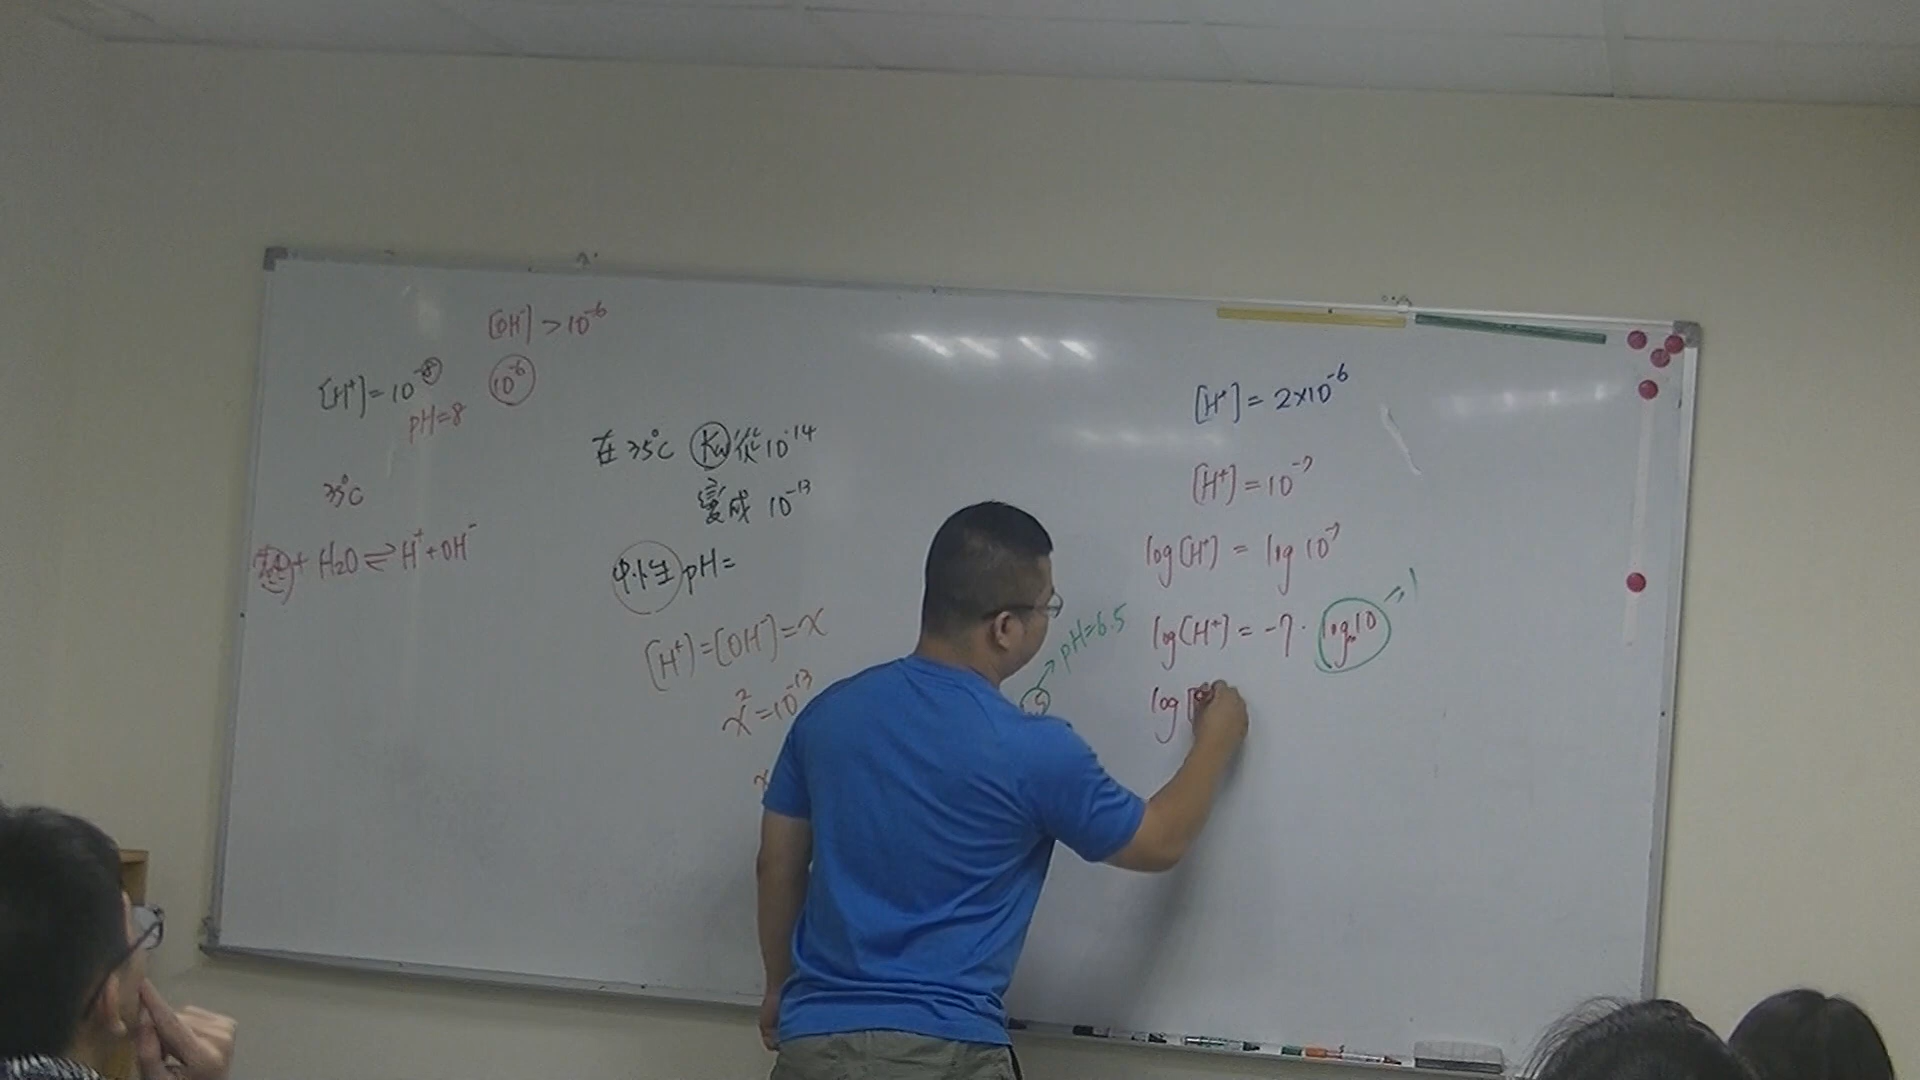 [OH⁻] > 10⁻⁶
[H⁺] = 10⁻⁸
10⁻⁶
pH=8
35°C
熱 + H₂O ⇌ H⁺ + OH⁻
在 35°C Kw 從 10⁻¹⁴
變成 10⁻¹³
中性 pH=
[H⁺]=[OH⁻]=x
x²=10⁻¹³
x
pH=6.5
[H⁺] = 2×10⁻⁶
[H⁺] = 10⁻⁷
log[H⁺] = log 10⁻⁷
log[H⁺] = -7 · log₁₀10 → 1
log [